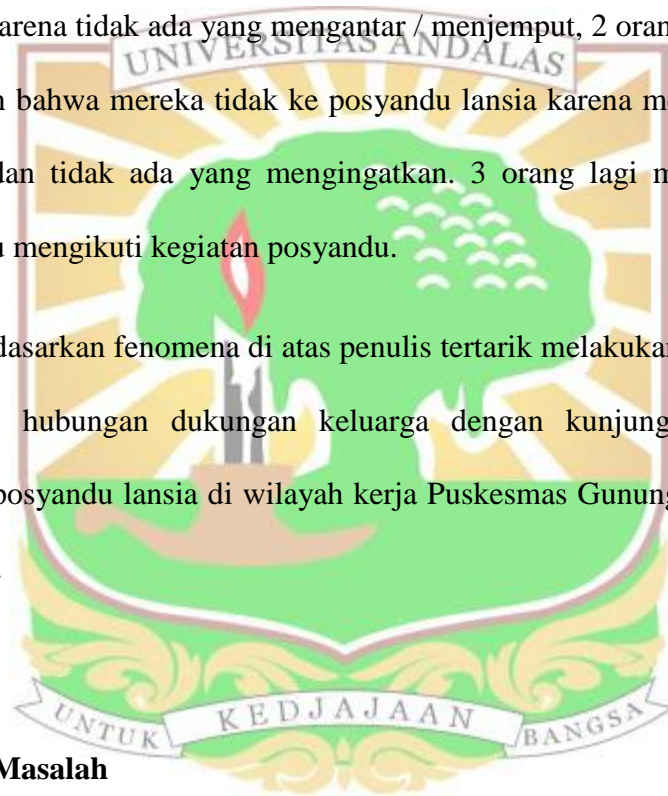 karena tidak ada yang mengantar / menjemput, 2 oran
UNIVERSITAS ANDALAS
bahwa mereka tidak ke posyandu lansia karena m
dan tidak ada yang mengingatkan. 3 orang lagi m
mengikuti kegiatan posyandu.
dasarkan fenomena di atas penulis tertarik melakukan
hubungan dukungan keluarga dengan kunjung
posyandu lansia di wilayah kerja Puskesmas Gunung
UNTUK KEDJAJAAN BANGSA
Masalah